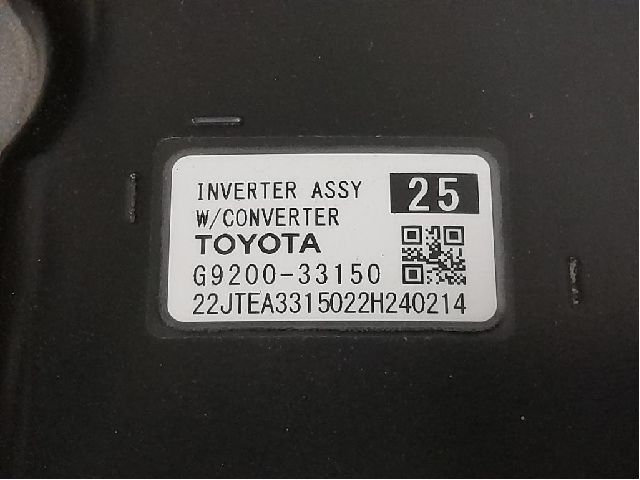 INVERTER ASSY 25
W/CONVERTER
TOYOTA
G9200-33150
22JTEA3315022H240214